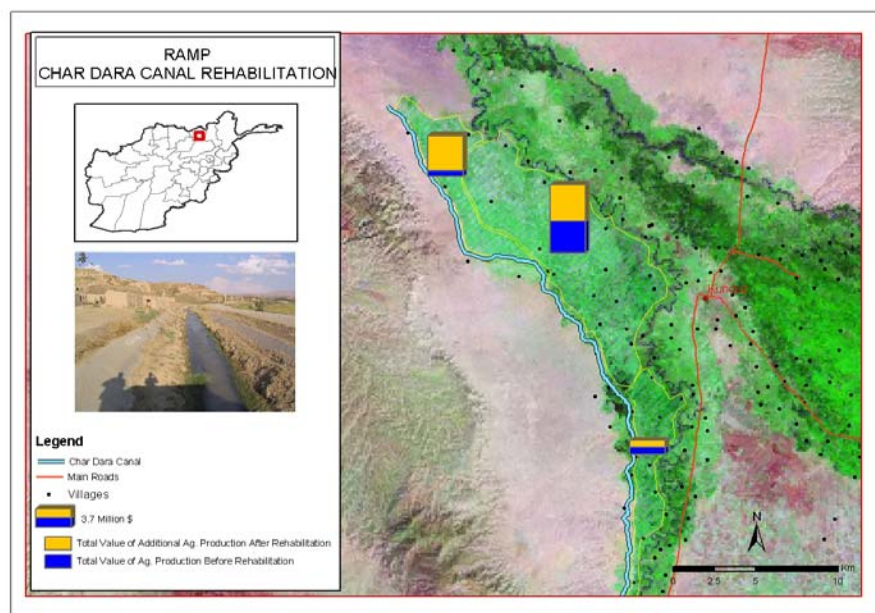 RAMP
CHAR DARA CANAL REHABILITATION
Legend
Char Dara Canal
Main Roads
Villages
3.7 Million $
Total Value of Additional Ag. Production After Rehabilitation
Total Value of Ag. Production Before Rehabilitation
N
Km
0 2.5 5 10